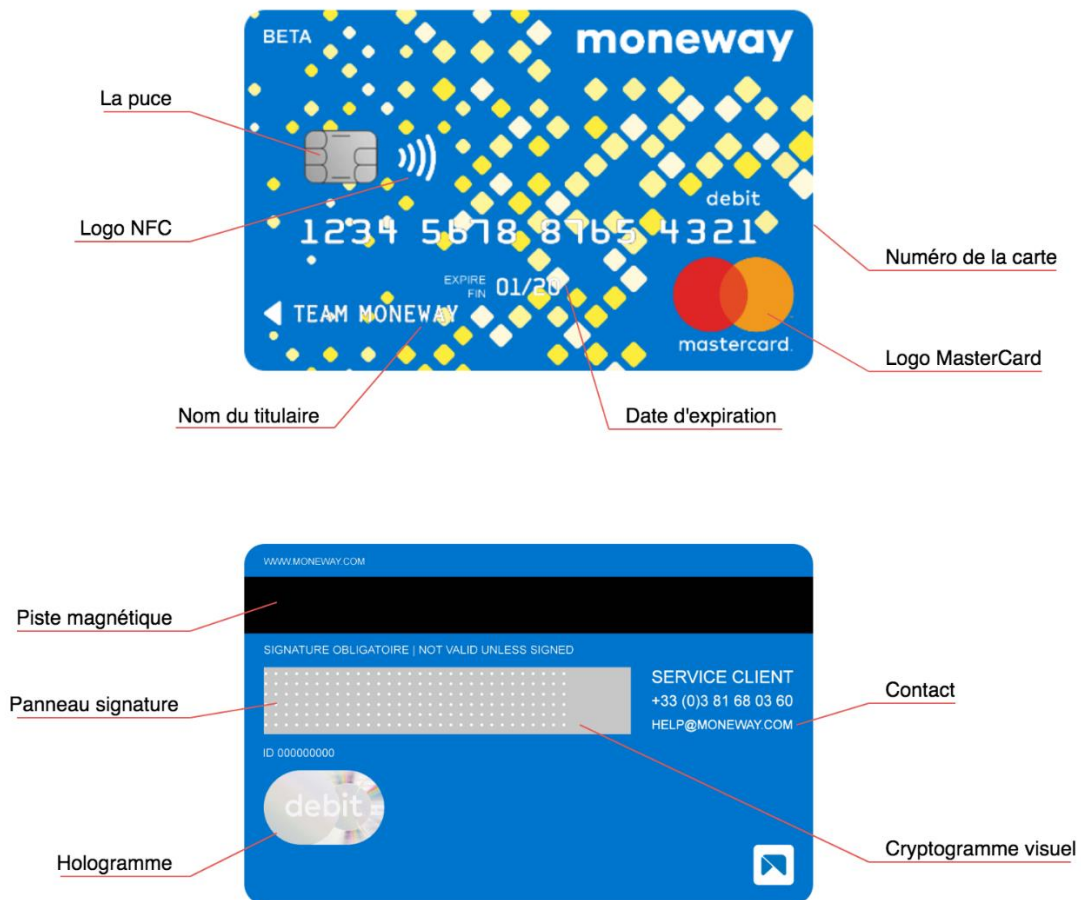 BETA
moneway
La puce
debit
Logo NFC
1234 5678 8765 4321
Numéro de la carte
EXPIRE
FIN 01/20
TEAM MONEWAY
mastercard.
Logo MasterCard
Nom du titulaire
Date d'expiration
WWW.MONEWAY.COM
Piste magnétique
SIGNATURE OBLIGATOIRE | NOT VALID UNLESS SIGNED
SERVICE CLIENT
+33 (0)3 81 68 03 60
HELP@MONEWAY.COM
Contact
Panneau signature
ID 000000000
debit
Hologramme
Cryptogramme visuel